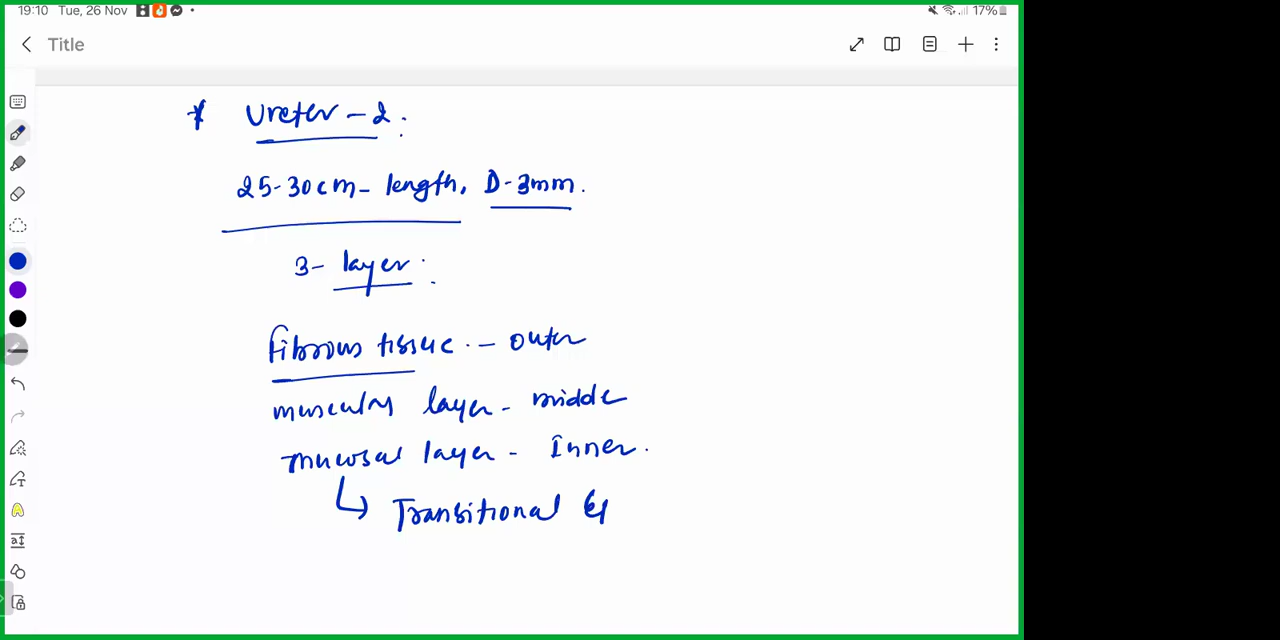 19:10 Tue, 26 Nov
17%
Title
* Ureter - 2 :
25-30cm - length, D-3mm.
3- layer :
fibrous tissue. - outer
muscular layer - middle
mucosal layer - Inner.
Transitional Ep